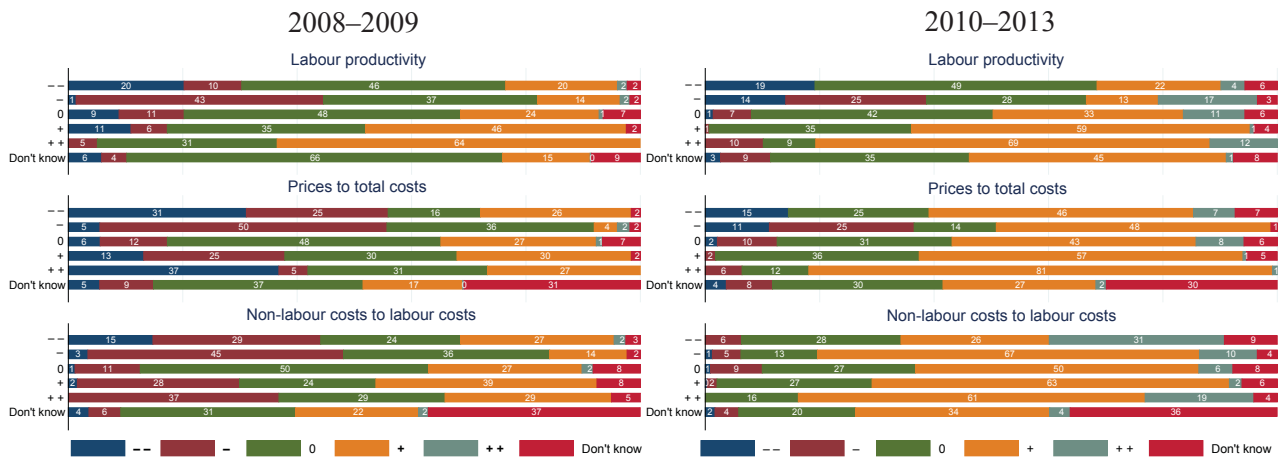 2008–2009
Labour productivity
– – 20 10 46 20 2 2
– 1 43 37 14 2 2
0 9 11 48 24 1 7
+ 11 6 35 46 2
+ + 5 31 64
Don't know 6 4 66 15 0 9
Prices to total costs
– – 31 25 16 26 2
– 5 50 36 4 2 2
0 6 12 48 27 1 7
+ 13 25 30 30 2
+ + 37 5 31 27
Don't know 5 9 37 17 0 31
Non-labour costs to labour costs
– – 15 29 24 27 2 3
– 3 45 36 14 2
0 1 11 50 27 2 8
+ 2 28 24 39 8
+ + 37 29 29 5
Don't know 4 6 31 22 2 37
– – – 0 + + + Don't know
2010–2013
Labour productivity
– – 19 49 22 4 6
– 14 25 28 13 17 3
0 1 7 42 33 11 6
+ 1 35 59 1 4
+ + 10 9 69 12
Don't know 3 9 35 45 1 8
Prices to total costs
– – 15 25 46 7 7
– 11 25 14 48 1
0 2 10 31 43 8 6
+ 2 36 57 1 5
+ + 6 12 81 1
Don't know 4 8 30 27 2 30
Non-labour costs to labour costs
– – 6 28 26 31 9
– 1 5 13 67 10 4
0 1 9 27 50 6 8
+ 0 2 27 63 2 6
+ + 16 61 19 4
Don't know 2 4 20 34 4 36
– – – 0 + + + Don't know